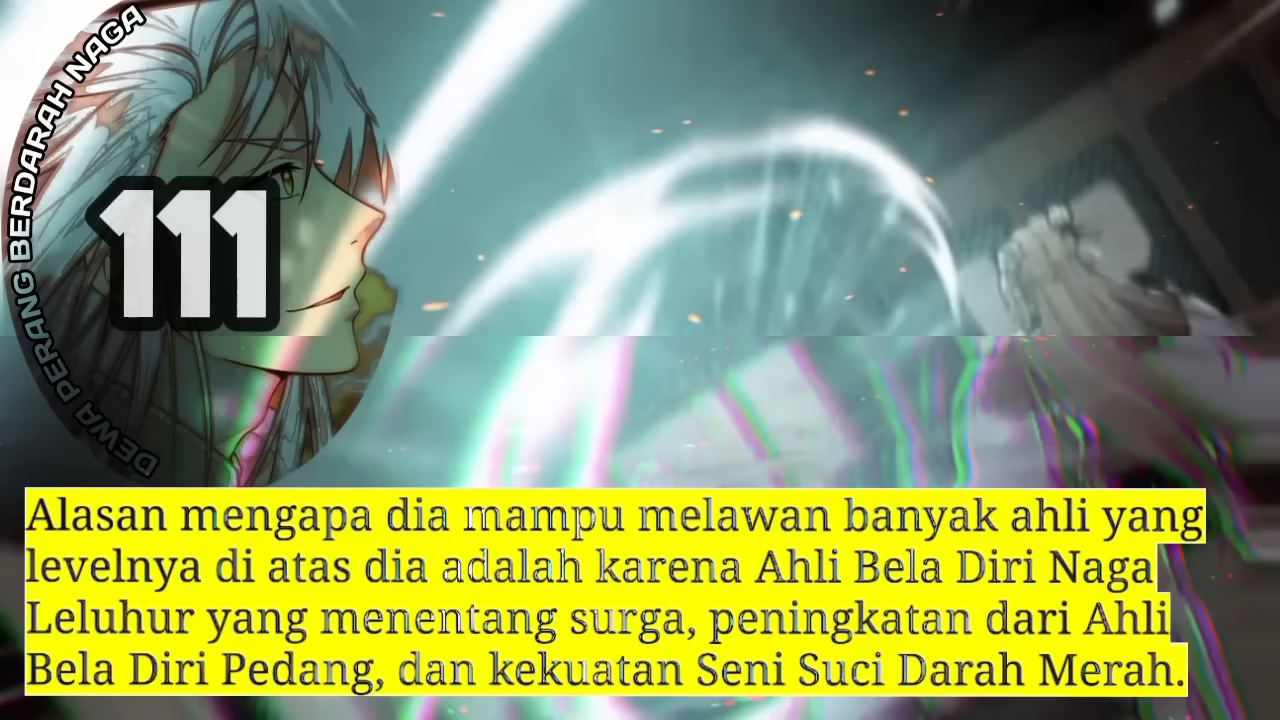 DEWA PERANG BERDARAH NAGA
111
Alasan mengapa dia mampu melawan banyak ahli yang
levelnya di atas dia adalah karena Ahli Bela Diri Naga
Leluhur yang menentang surga, peningkatan dari Ahli
Bela Diri Pedang, dan kekuatan Seni Suci Darah Merah.